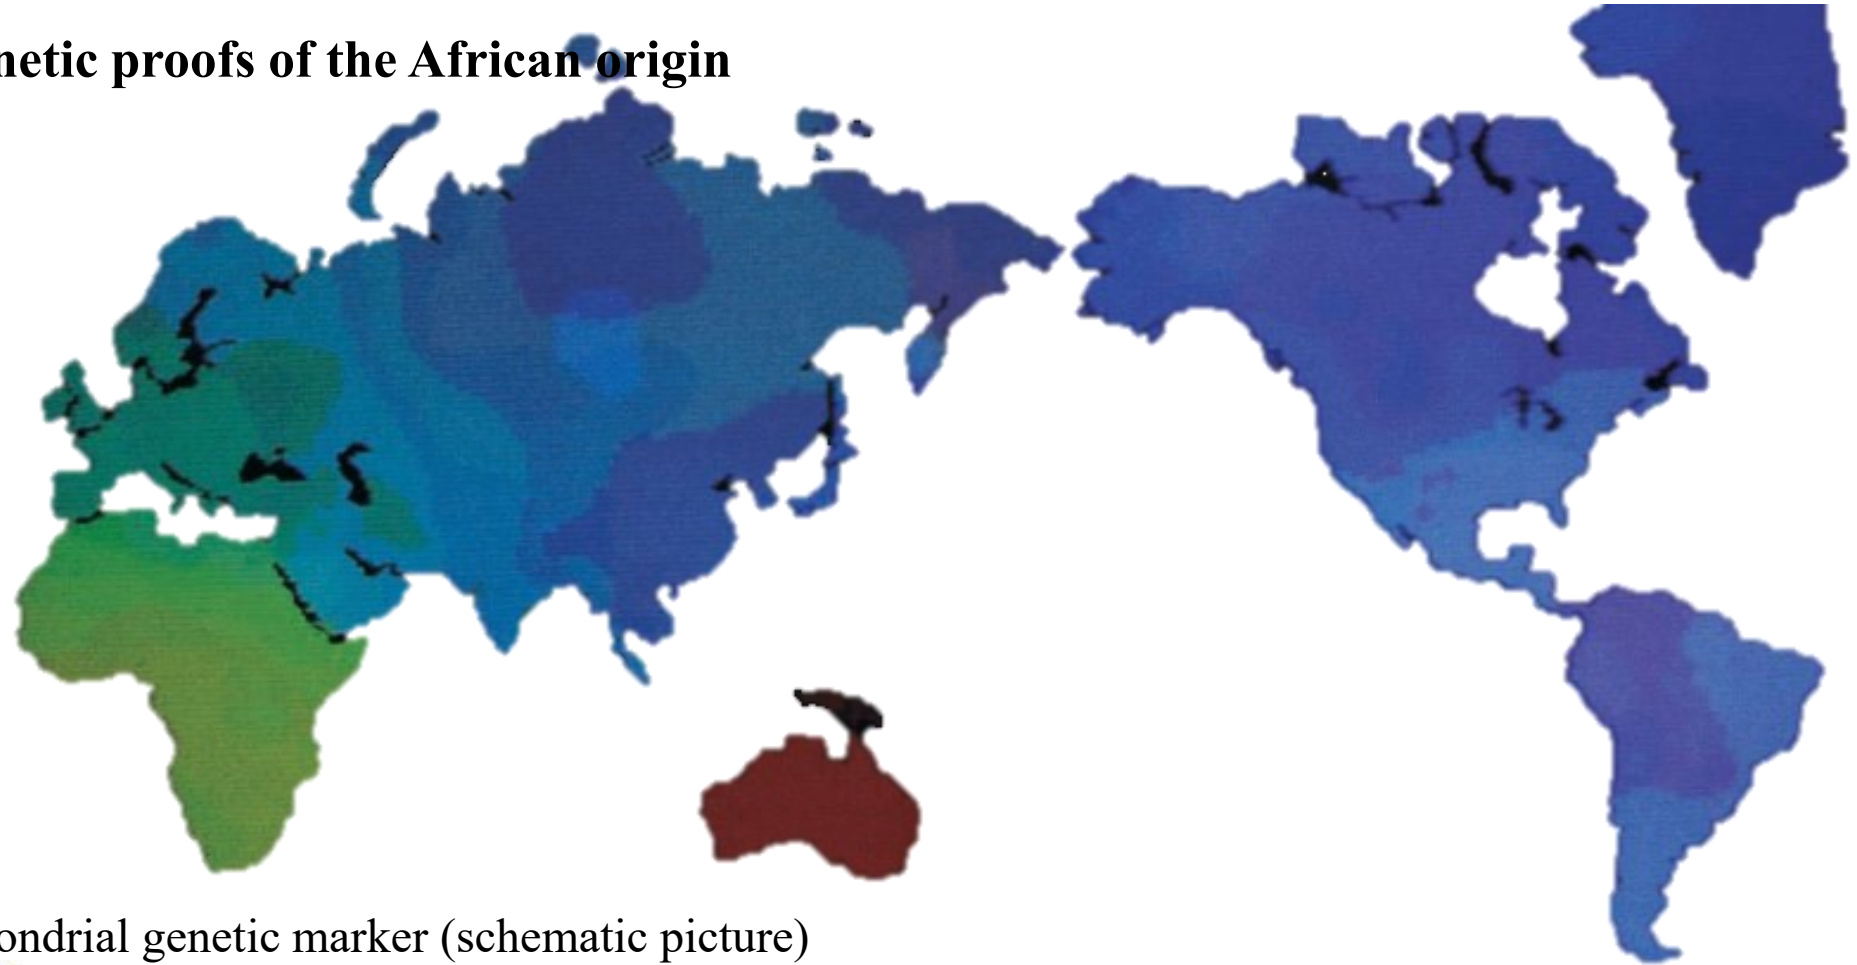 netic proofs of the African origin
ondrial genetic marker (schematic picture)